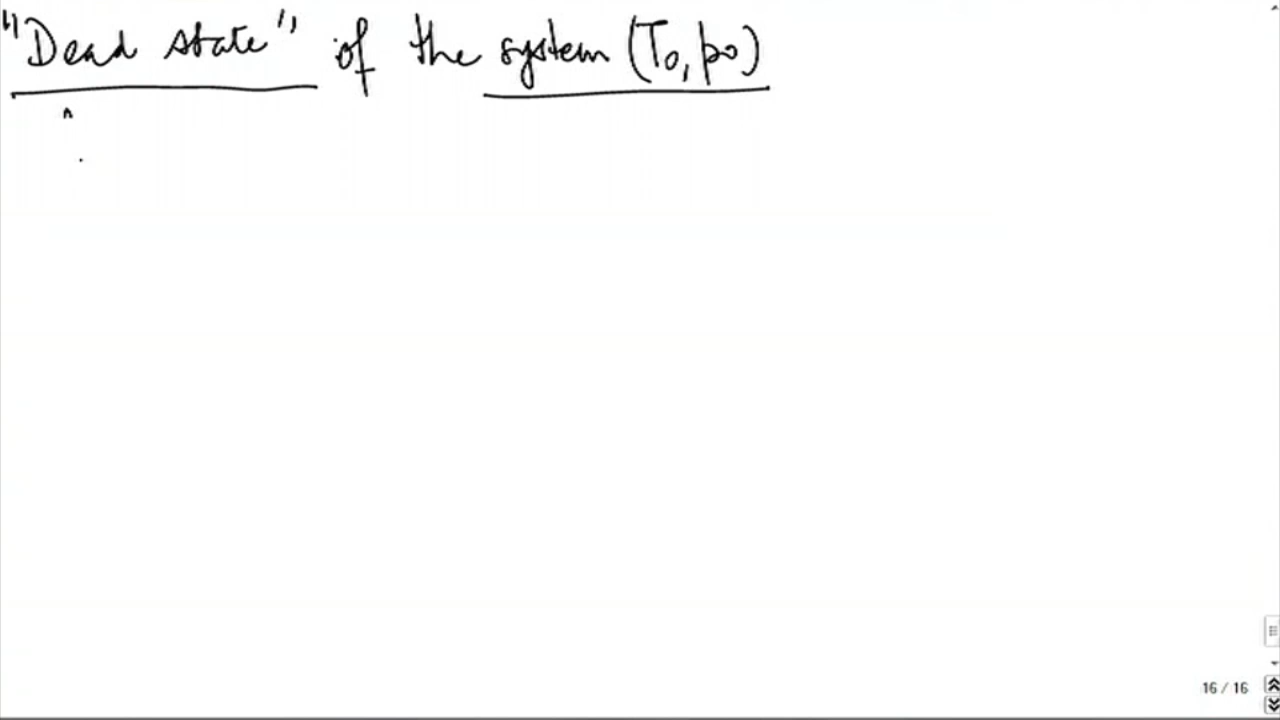 "Dead state" of the system (T0, p0)
16 / 16